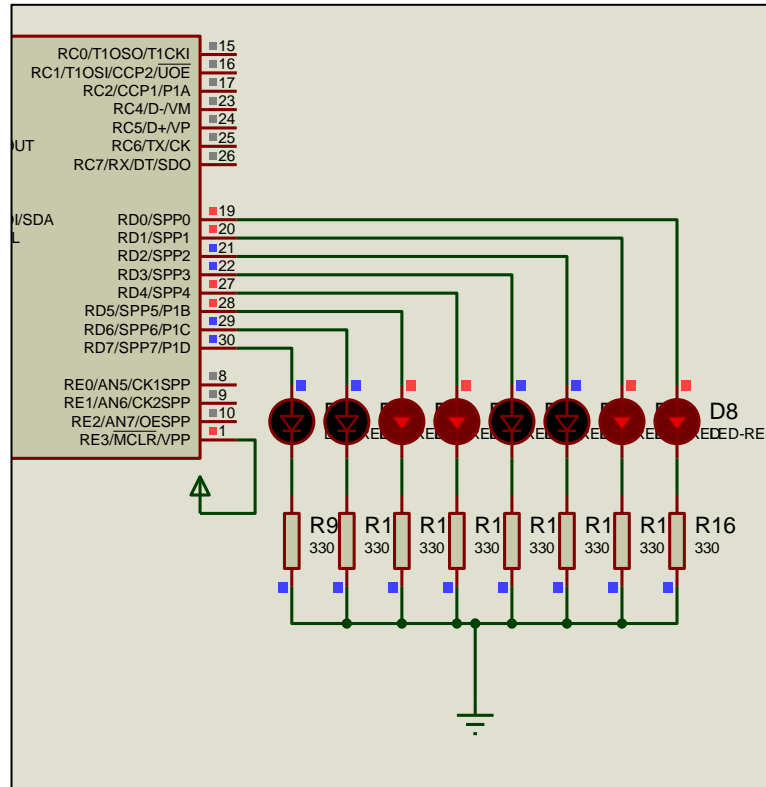 RC0/T1OSO/T1CKI 15
RC1/T1OSI/CCP2/UOE 16
RC2/CCP1/P1A 17
RC4/D-/VM 23
RC5/D+/VP 24
RC6/TX/CK 25
RC7/RX/DT/SDO 26
RD0/SPP0 19
RD1/SPP1 20
RD2/SPP2 21
RD3/SPP3 22
RD4/SPP4 27
RD5/SPP5/P1B 28
RD6/SPP6/P1C 29
RD7/SPP7/P1D 30
RE0/AN5/CK1SPP 8
RE1/AN6/CK2SPP 9
RE2/AN7/OESPP 10
RE3/MCLR/VPP 1
OUT
I/SDA
L
D8
LED-RE
R9 R1 R1 R1 R1 R1 R1 R16
330 330 330 330 330 330 330 330